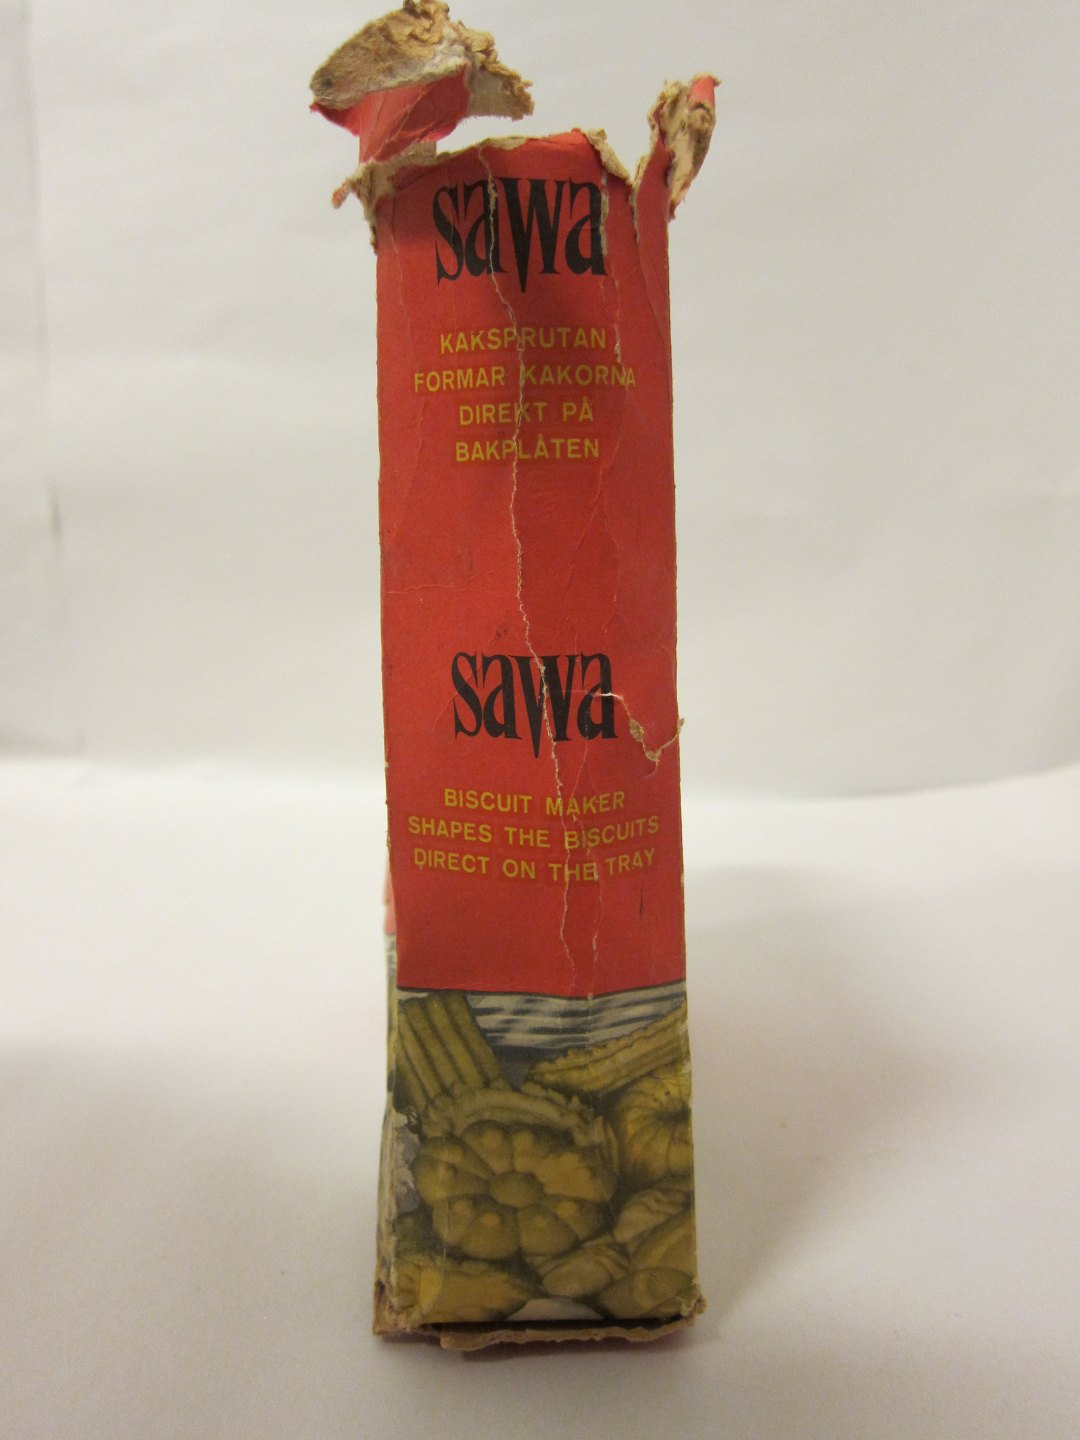 sawa
KAKSPRUTAN
FORMAR KAKORNA
DIREKT PÅ
BAKPLÅTEN
sawa
BISCUIT MAKER
SHAPES THE BISCUITS
DIRECT ON THE TRAY